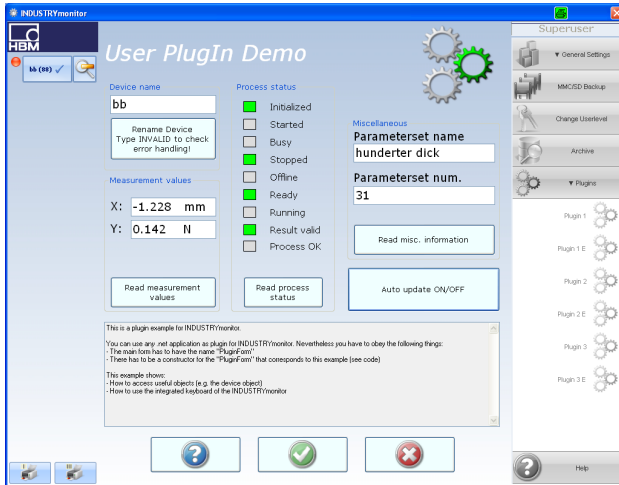 INDUSTRYmonitor
HBM
bb (BB)
User PlugIn Demo
Device name
bb
Rename Device
Type INVALID to check
error handling!
Measurement values
X: -1.228 mm
Y: 0.142 N
Read measurement
values
Process status
Initialized
Started
Busy
Stopped
Offline
Ready
Running
Result valid
Process OK
Read process
status
Miscellaneous
Parameterset name
hunderter dick
Parameterset num.
31
Read misc. information
Auto update ON/OFF
This is a plugin example for INDUSTRYmonitor.
You can use any .net application as plugin for INDUSTRYmonitor. Nevertheless you have to obey the following things:
- The main form has to have the name "PluginForm"
- There has to be a constructor for the "PluginForm" that corresponds to this example (see code)
This example shows:
- How to access useful objects (e.g. the device object)
- How to use the integrated keyboard of the INDUSTRYmonitor
Superuser
General Settings
MMC/SD Backup
Change Userlevel
Archive
Plugins
Plugin 1
Plugin 1 E
Plugin 2
Plugin 2 E
Plugin 3
Plugin 3 E
Help